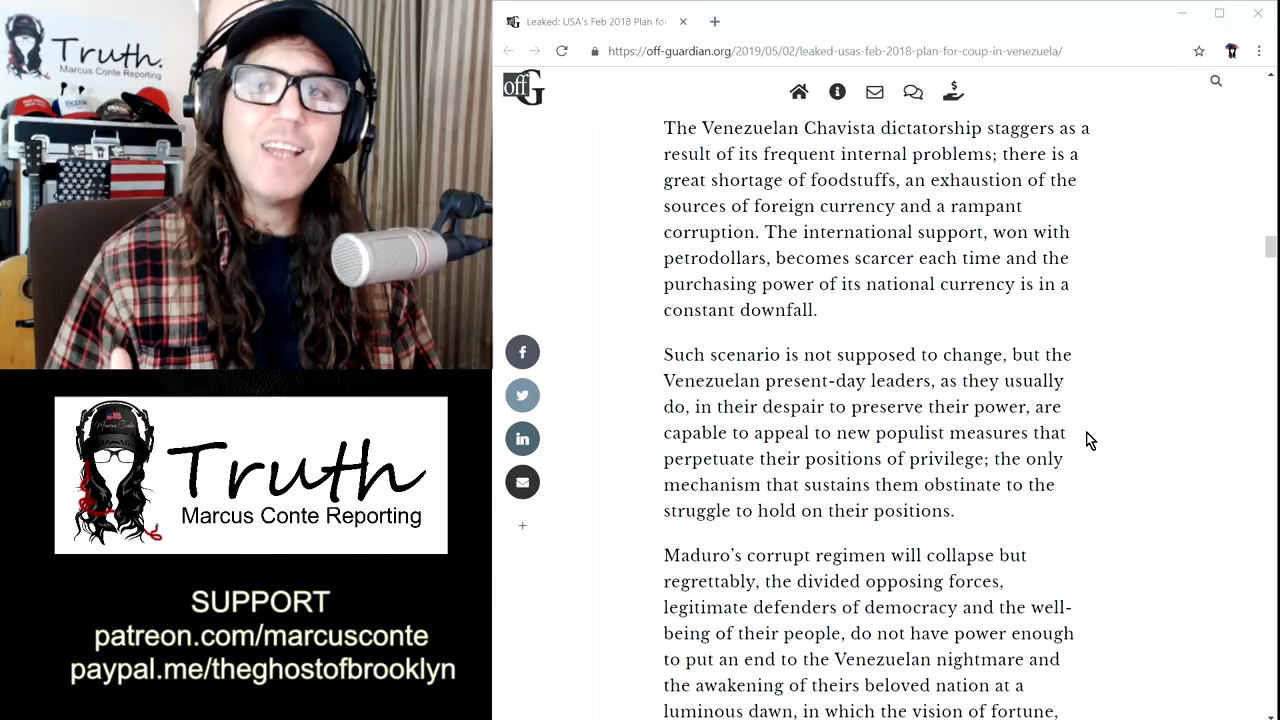 Truth.
Marcus Conte Reporting
Leaked: USA's Feb 2018 Plan for
https://off-guardian.org/2019/05/02/leaked-usas-feb-2018-plan-for-coup-in-venezuela/
off G
The Venezuelan Chavista dictatorship staggers as a
result of its frequent internal problems; there is a
great shortage of foodstuffs, an exhaustion of the
sources of foreign currency and a rampant
corruption. The international support, won with
petrodollars, becomes scarcer each time and the
purchasing power of its national currency is in a
constant downfall.
Such scenario is not supposed to change, but the
Venezuelan present-day leaders, as they usually
do, in their despair to preserve their power, are
capable to appeal to new populist measures that
perpetuate their positions of privilege; the only
mechanism that sustains them obstinate to the
struggle to hold on their positions.
Maduro’s corrupt regimen will collapse but
regrettably, the divided opposing forces,
legitimate defenders of democracy and the well-
being of their people, do not have power enough
to put an end to the Venezuelan nightmare and
the awakening of theirs beloved nation at a
luminous dawn, in which the vision of fortune,
Truth
Marcus Conte Reporting
SUPPORT
patreon.com/marcusconte
paypal.me/theghostofbrooklyn